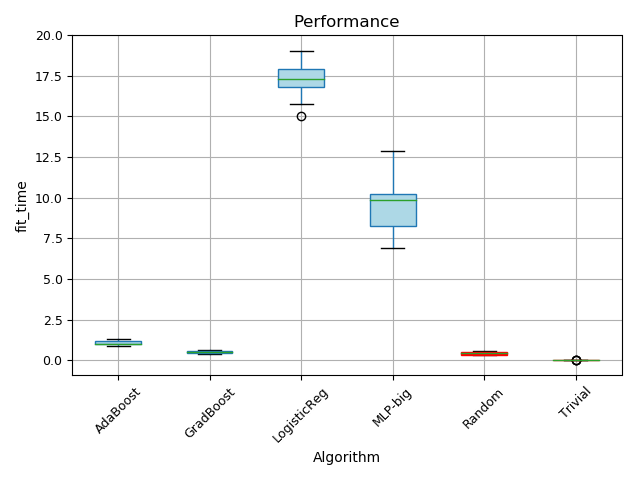 Performance
fit_time
20.0
17.5
15.0
12.5
10.0
7.5
5.0
2.5
0.0
AdaBoost
GradBoost
LogisticReg
MLP-big
Random
Trivial
Algorithm